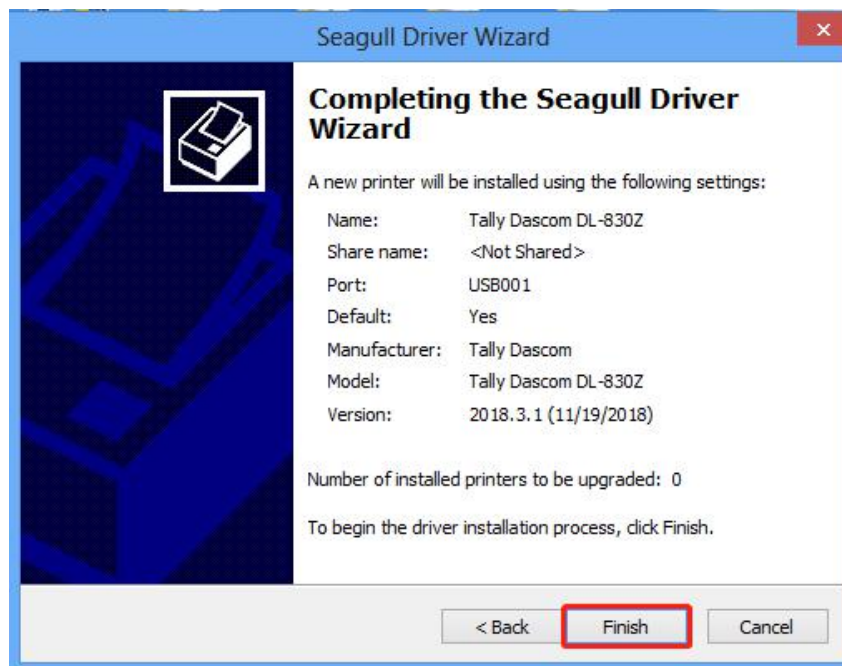 Seagull Driver Wizard
Completing the Seagull Driver
Wizard
A new printer will be installed using the following settings:
Name: Tally Dascom DL-830Z
Share name: <Not Shared>
Port: USB001
Default: Yes
Manufacturer: Tally Dascom
Model: Tally Dascom DL-830Z
Version: 2018.3.1 (11/19/2018)
Number of installed printers to be upgraded: 0
To begin the driver installation process, click Finish.
< Back Finish Cancel